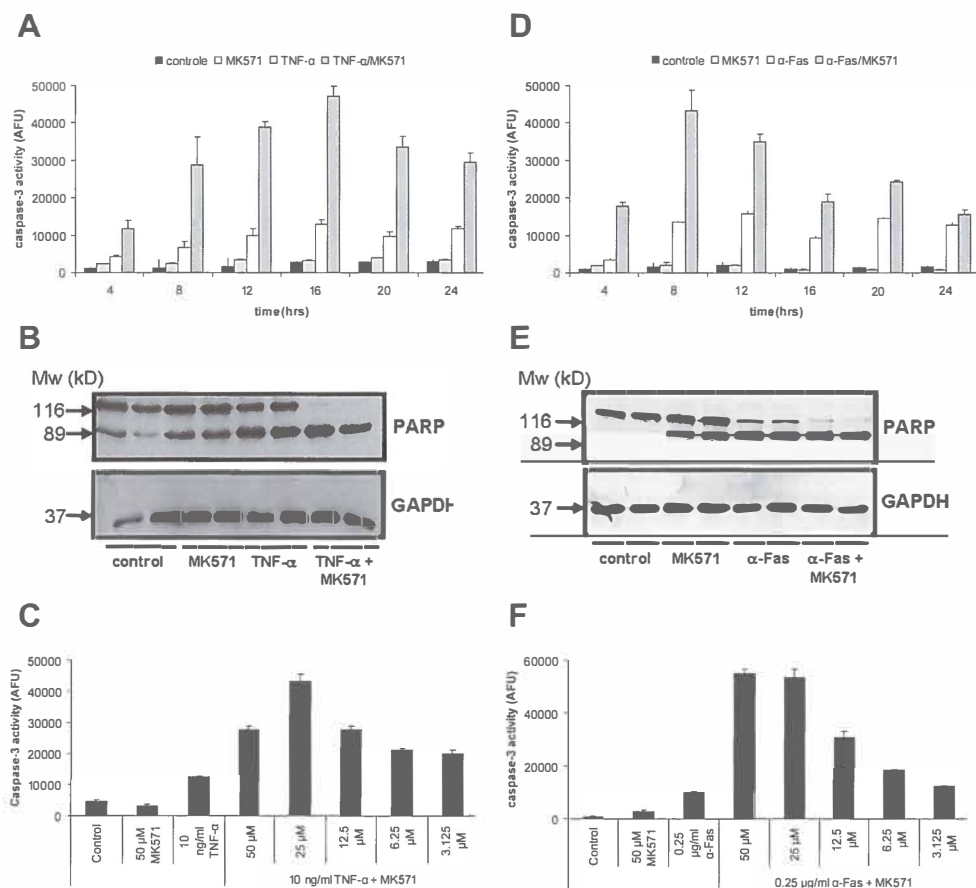 A
■ controle □ MK571 □ TNF-α □ TNF-α/MK571
caspase-3 activity (AFU)
50000
40000
30000
20000
10000
0
4
8
12
16
20
24
time (hrs)
B
Mw (kD)
116
89
PARP
37
GAPDH
control
MK571
TNF-α
TNF-α +
MK571
C
Caspase-3 activity (AFU)
50000
40000
30000
20000
10000
0
Control
50 µM
MK571
10
ng/ml
TNF-α
50 µM
25 µM
12.5
µM
6.25
µM
3.125
µM
10 ng/ml TNF-α + MK571
D
■ controle □ MK571 □ α-Fas □ α-Fas/MK571
caspase-3 activity (AFU)
50000
40000
30000
20000
10000
0
4
8
12
16
20
24
time (hrs)
E
Mw (kD)
116
89
PARP
37
GAPDH
control
MK571
α-Fas
α-Fas +
MK571
F
caspase-3 activity (AFU)
60000
40000
20000
0
Control
50 µM
MK571
0.25
µg/ml
α-Fas
50 µM
25 µM
12.5
µM
6.25
µM
3.125
µM
0.25 µg/ml α-Fas + MK571